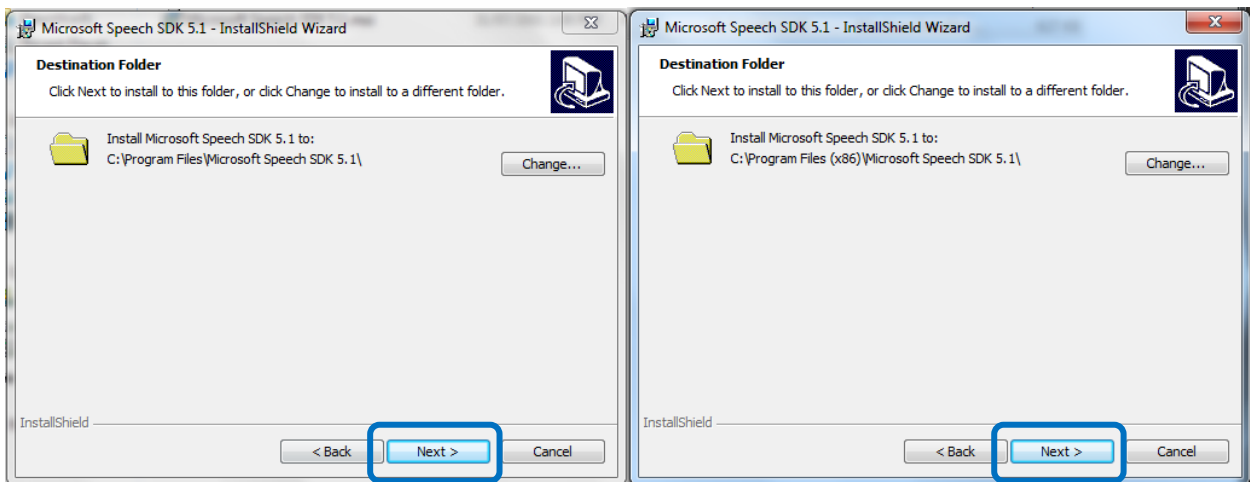 Microsoft Speech SDK 5.1 - InstallShield Wizard
Destination Folder
Click Next to install to this folder, or click Change to install to a different folder.
Install Microsoft Speech SDK 5.1 to:
C:\Program Files\Microsoft Speech SDK 5.1\
Change...
InstallShield
< Back
Next >
Cancel
Microsoft Speech SDK 5.1 - InstallShield Wizard
Destination Folder
Click Next to install to this folder, or click Change to install to a different folder.
Install Microsoft Speech SDK 5.1 to:
C:\Program Files (x86)\Microsoft Speech SDK 5.1\
Change...
InstallShield
< Back
Next >
Cancel